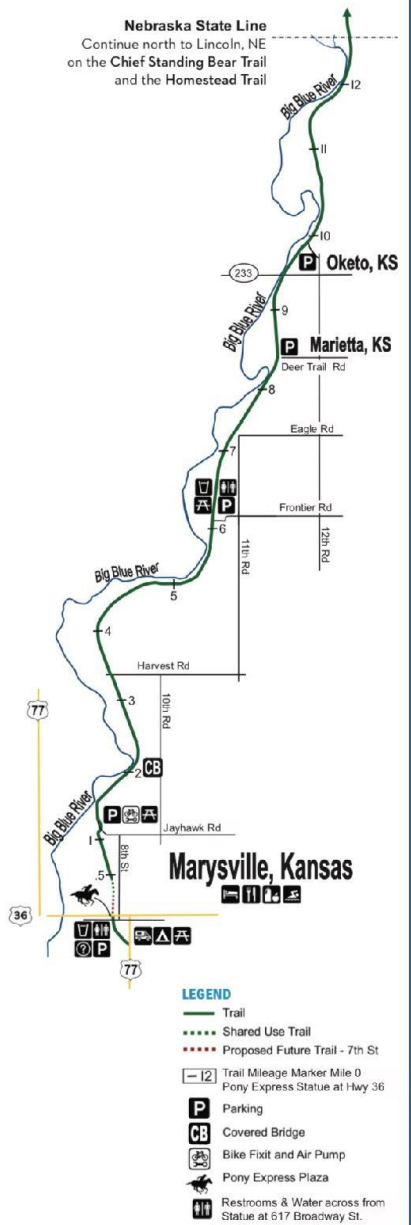 Nebraska State Line
Continue north to Lincoln, NE
on the Chief Standing Bear Trail
and the Homestead Trail
12
Big Blue River
11
10
P Oketo, KS
233
9
Big Blue River
P Marietta, KS
Deer Trail Rd
8
Eagle Rd
7
P
Frontier Rd
6
11th Rd
12th Rd
Big Blue River
5
4
Harvest Rd
10th Rd
3
77
2
CB
Big Blue River
P
Jayhawk Rd
1
8th St
Marysville, Kansas
.5
36
? P
77
LEGEND
Trail
Shared Use Trail
Proposed Future Trail - 7th St
12 Trail Mileage Marker Mile 0
Pony Express Statue at Hwy 36
P Parking
CB Covered Bridge
Bike Fixit and Air Pump
Pony Express Plaza
Restrooms & Water across from
Statue at 617 Broadway St.